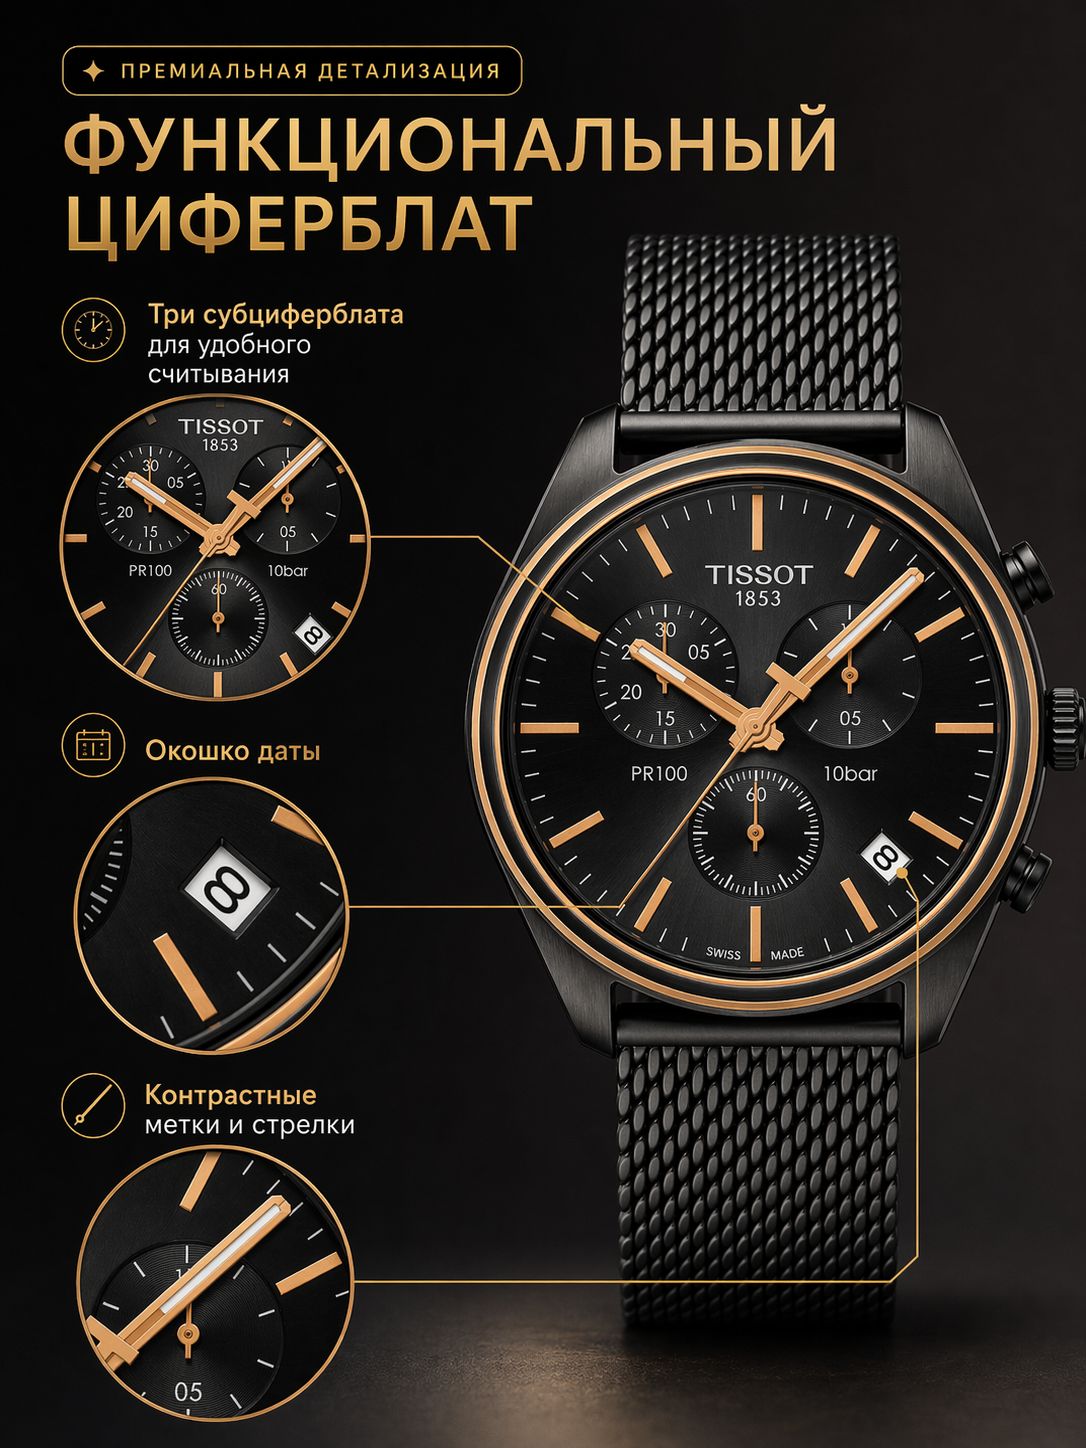 ПРЕМИАЛЬНАЯ ДЕТАЛИЗАЦИЯ
ФУНКЦИОНАЛЬНЫЙ
ЦИФЕРБЛАТ
Три субциферблата
для удобного
считывания
TISSOT
1853
30
05
20
15
05
PR100
10bar
60
8
Окошко даты
8
Контрастные
метки и стрелки
05
TISSOT
1853
30
05
20
15
05
PR100
10bar
60
8
SWISS MADE